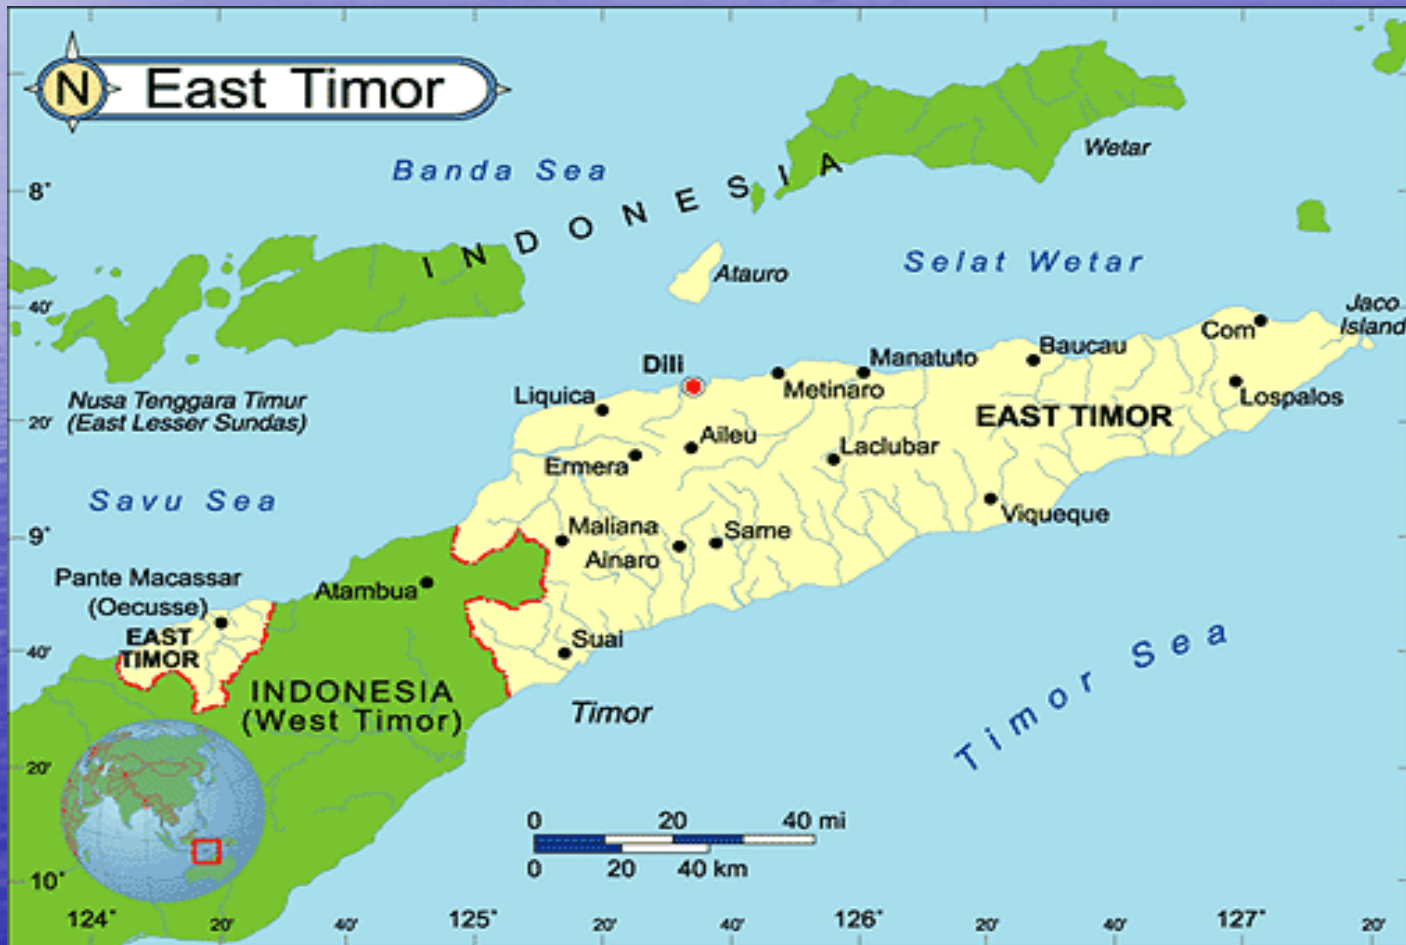 N East Timor
Banda Sea
Wetar
8°
INDONESIA
Selat Wetar
Atauro
40'
Jaco
Island
Com
Baucau
Manatuto
Dili
Metinaro
Liquica
Lospalos
Nusa Tenggara Timur
(East Lesser Sundas)
20'
EAST TIMOR
Aileu
Laclubar
Ermera
Savu Sea
Viqueque
Maliana
Same
9°
Ainaro
Pante Macassar
(Oecusse)
Atambua
EAST
TIMOR
Suai
40'
INDONESIA
(West Timor)
Timor
Timor Sea
20'
0 20 40 mi
0 20 40 km
10°
124° 20' 40' 125° 20' 40' 126° 20' 40' 127° 20'